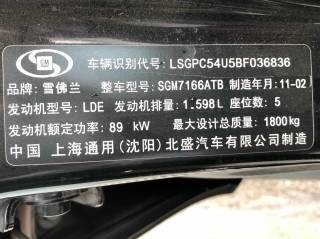 GM
车辆识别代号: LSGPC54U5BF036836
品牌: 雪佛兰 整车型号: SGM7166ATB 制造年月: 11-02
发动机型号: LDE 发动机排量: 1.598L 座位数: 5
发动机额定功率: 89 kW 最大设计总质量: 1800kg
中国 上海通用(沈阳)北盛汽车有限公司制造